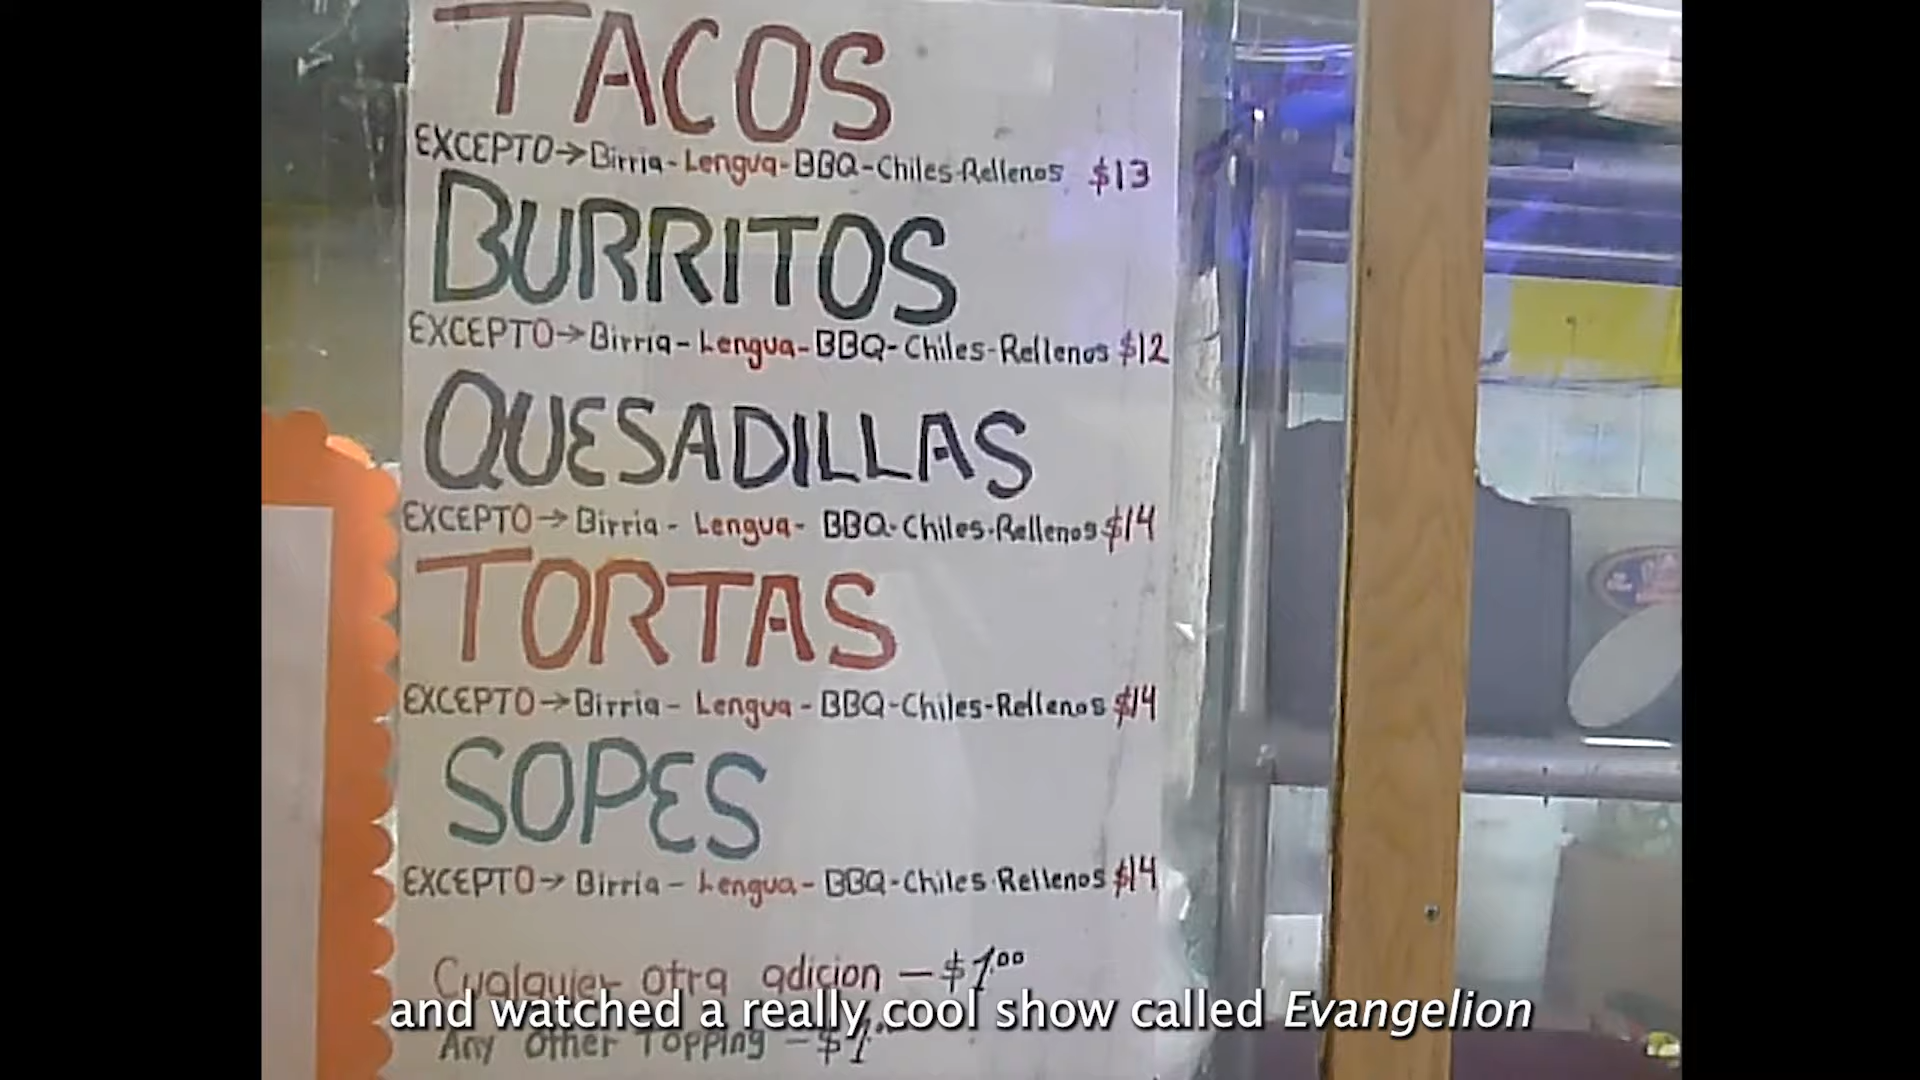 TACOS
EXCEPTO→Birria-Lengua-BBQ-Chiles-Rellenos $13
BURRITOS
EXCEPTO→Birria-Lengua-BBQ-Chiles-Rellenos $12
QUESADILLAS
EXCEPTO→Birria-Lengua-BBQ-Chiles-Rellenos $14
TORTAS
EXCEPTO→Birria-Lengua-BBQ-Chiles-Rellenos $14
SOPES
EXCEPTO→Birria-Lengua-BBQ-Chiles Rellenos $14
Cualquier otra adicion — $1.00
and watched a really cool show called Evangelion
Any other Topping — $1.00